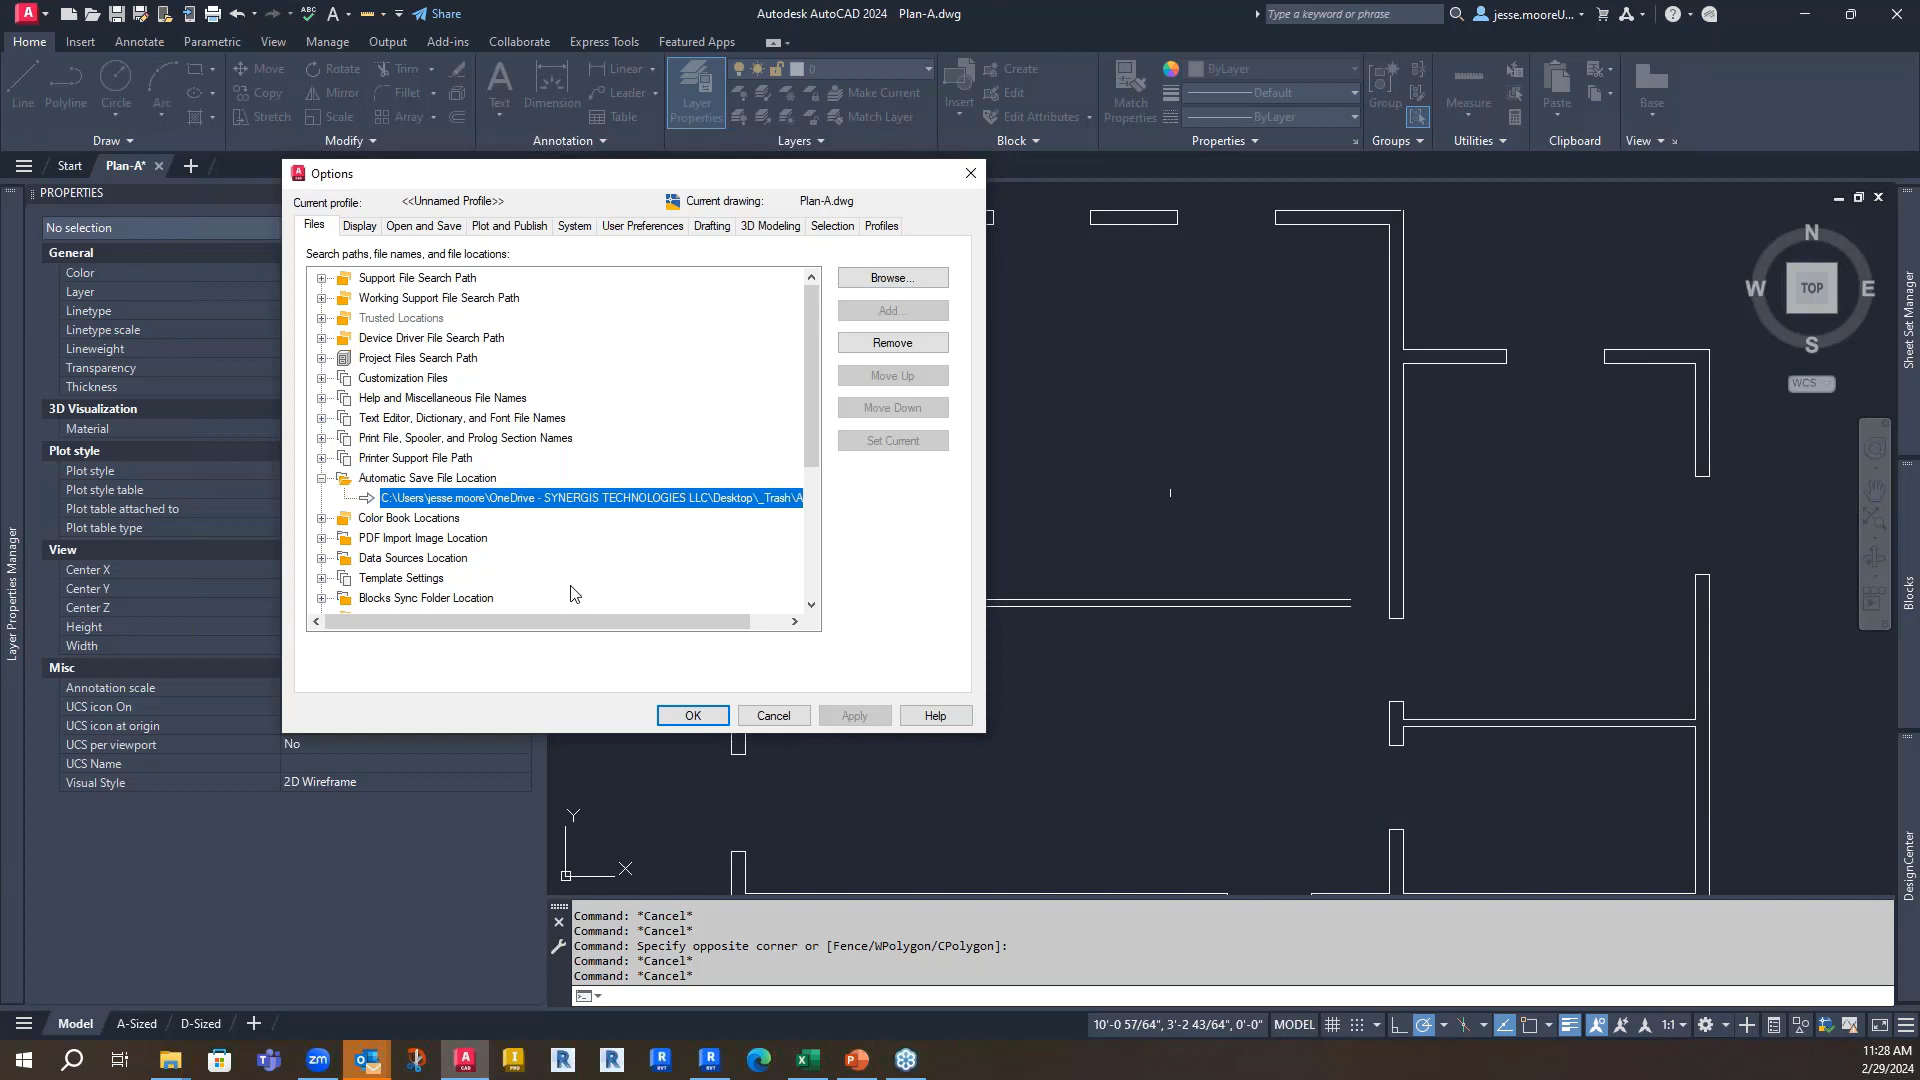 Share
Autodesk AutoCAD 2024 Plan-A.dwg
Type a keyword or phrase
jesse.mooreU...
Home Insert Annotate Parametric View Manage Output Add-ins Collaborate Express Tools Featured Apps
Line Polyline Circle Arc
Move Rotate Trim
Copy Mirror Fillet
Stretch Scale Array
Text Dimension
Linear
Leader
Table
Layer Properties
0
Make Current
Match Layer
Insert
Create
Edit
Edit Attributes
Match Properties
ByLayer
Default
ByLayer
Group
Measure
Paste
Base
Draw Modify Annotation Layers Block Properties Groups Utilities Clipboard View
Start Plan-A*
PROPERTIES
No selection
General
Color
Layer
Linetype
Linetype scale
Lineweight
Transparency
Thickness
3D Visualization
Material
Plot style
Plot style
Plot style table
Plot table attached to
Plot table type
View
Center X
Center Y
Center Z
Height
Width
Misc
Annotation scale
UCS icon On
UCS icon at origin
UCS per viewport No
UCS Name
Visual Style 2D Wireframe
Layer Properties Manager
Options
Current profile: <<Unnamed Profile>> Current drawing: Plan-A.dwg
Files Display Open and Save Plot and Publish System User Preferences Drafting 3D Modeling Selection Profiles
Search paths, file names, and file locations:
Support File Search Path
Working Support File Search Path
Trusted Locations
Device Driver File Search Path
Project Files Search Path
Customization Files
Help and Miscellaneous File Names
Text Editor, Dictionary, and Font File Names
Print File, Spooler, and Prolog Section Names
Printer Support File Path
Automatic Save File Location
C:\Users\jesse.moore\OneDrive - SYNERGIS TECHNOLOGIES LLC\Desktop\_Trash\A
Color Book Locations
PDF Import Image Location
Data Sources Location
Template Settings
Blocks Sync Folder Location
Browse...
Add...
Remove
Move Up
Move Down
Set Current
OK Cancel Apply Help
N
W TOP E
S
WCS
Sheet Set Manager
Blocks
DesignCenter
Y
X
Command: *Cancel*
Command: *Cancel*
Command: Specify opposite corner or [Fence/WPolygon/CPolygon]:
Command: *Cancel*
Command: *Cancel*
Model A-Sized D-Sized
10'-0 57/64", 3'-2 43/64", 0'-0" MODEL 1:1
11:28 AM
2/29/2024